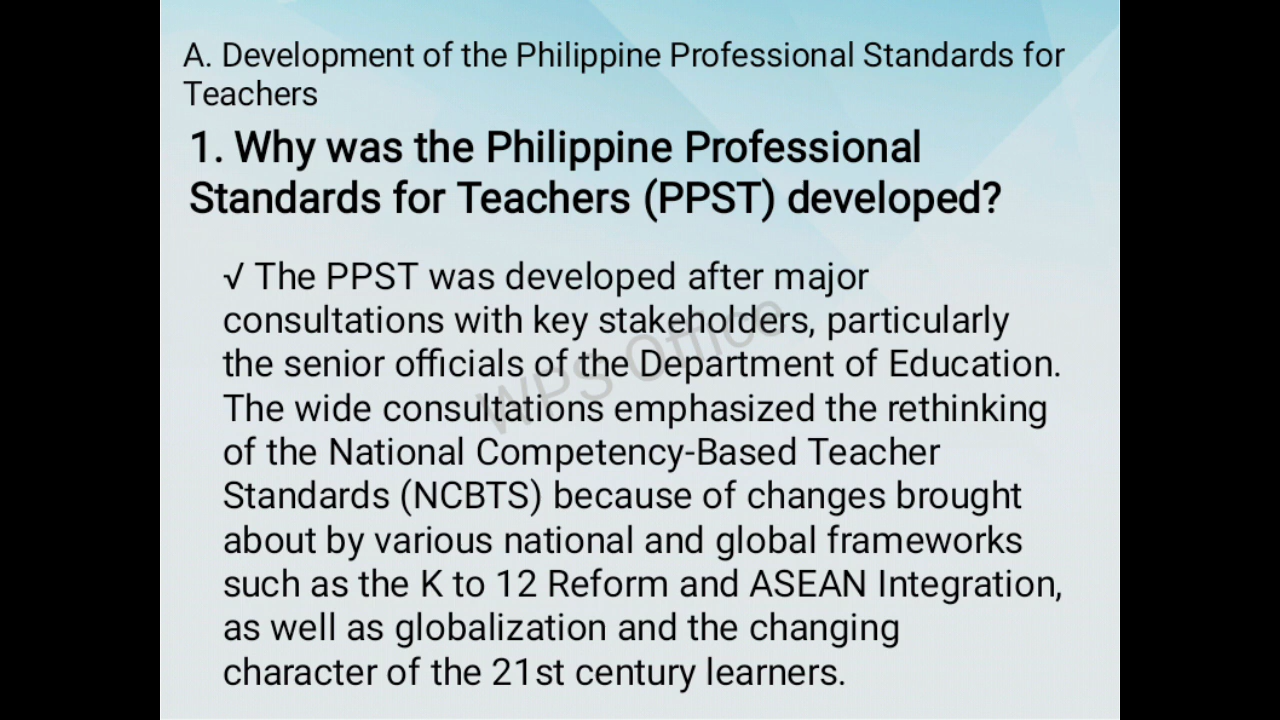 A. Development of the Philippine Professional Standards for
Teachers
1. Why was the Philippine Professional
Standards for Teachers (PPST) developed?
√ The PPST was developed after major
consultations with key stakeholders, particularly
the senior officials of the Department of Education.
The wide consultations emphasized the rethinking
of the National Competency-Based Teacher
Standards (NCBTS) because of changes brought
about by various national and global frameworks
such as the K to 12 Reform and ASEAN Integration,
as well as globalization and the changing
character of the 21st century learners.
WPS Office